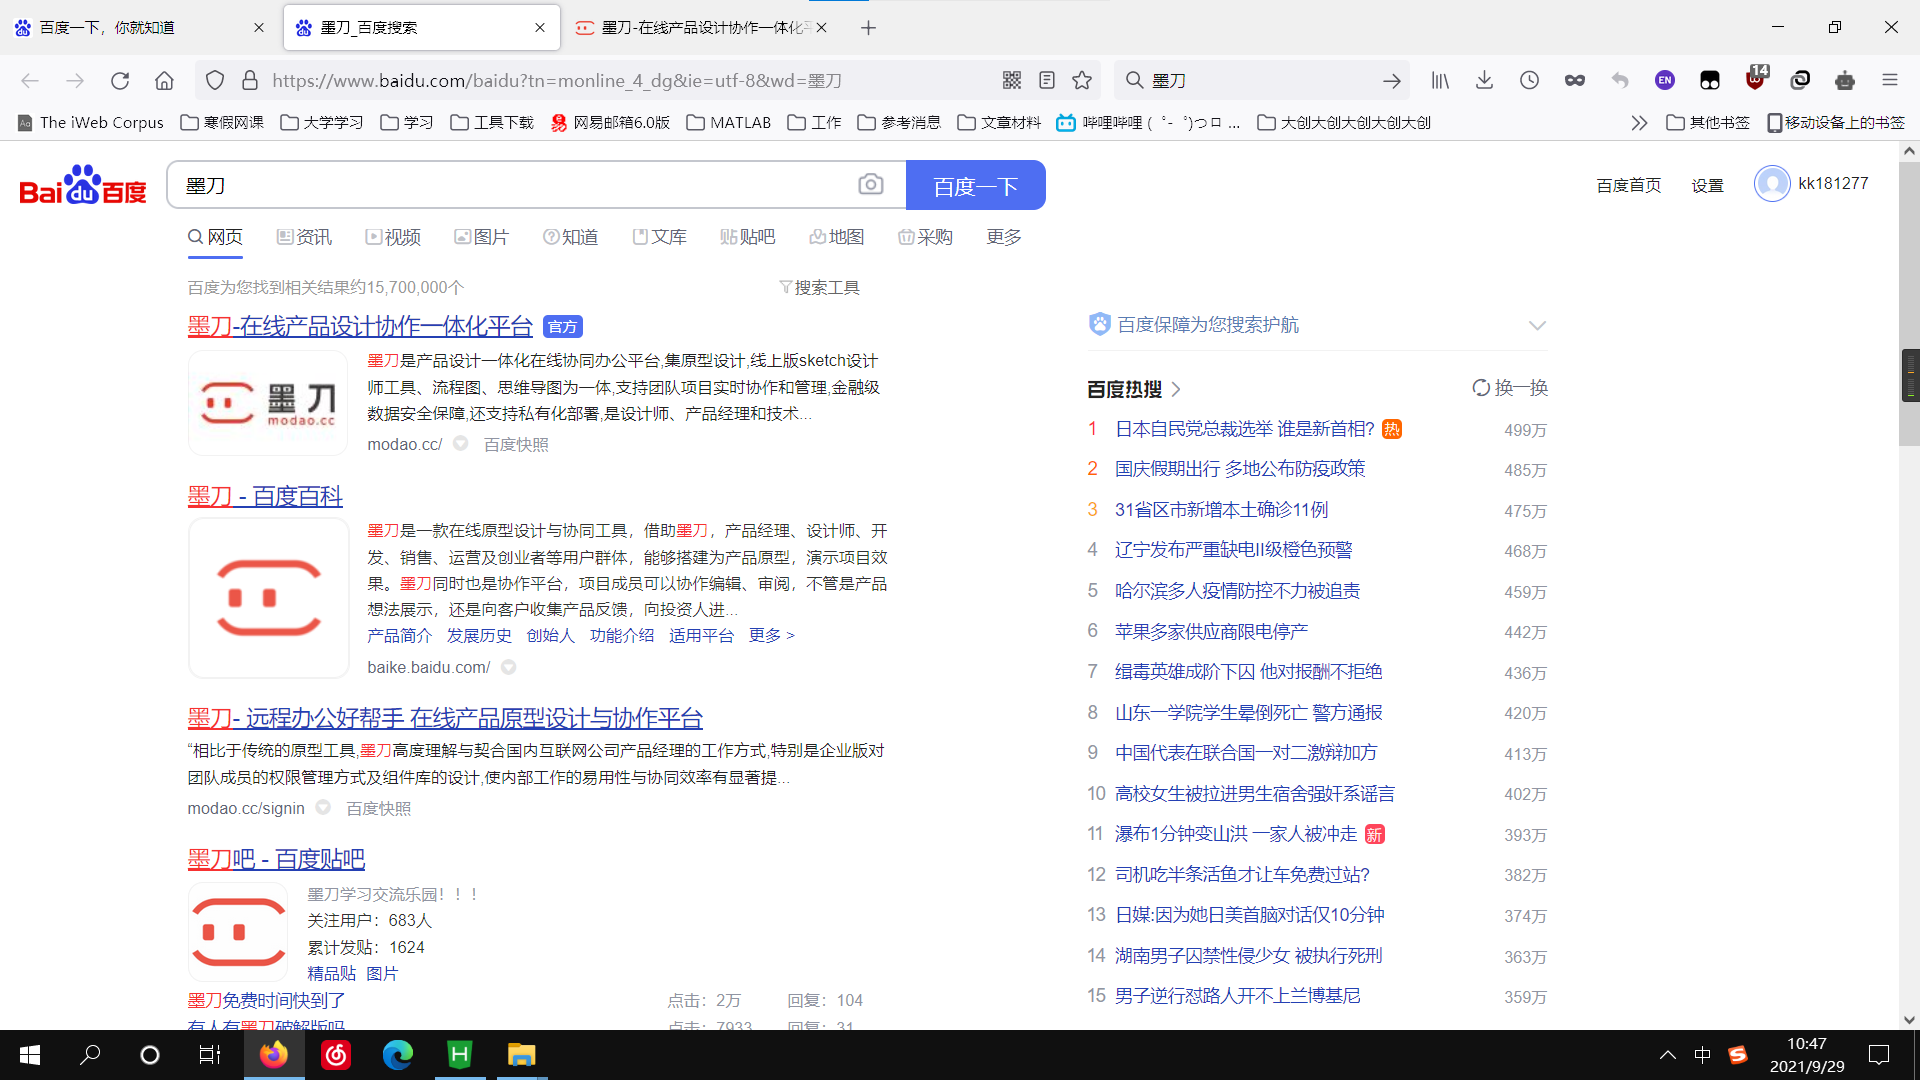 百度一下，你就知道
墨刀_百度搜索
墨刀-在线产品设计协作一体化平
https://www.baidu.com/baidu?tn=monline_4_dg&ie=utf-8&wd=墨刀
墨刀
EN
14
The iWeb Corpus
寒假网课
大学学习
学习
工具下载
网易邮箱6.0版
MATLAB
工作
参考消息
文章材料
哔哩哔哩 ( ゜- ゜)つロ ...
大创大创大创大创大创
其他书签
移动设备上的书签
Bai du 百度
墨刀
百度一下
百度首页
设置
kk181277
网页
资讯
视频
图片
知道
文库
贴吧
地图
采购
更多
百度为您找到相关结果约15,700,000个
搜索工具
墨刀-在线产品设计协作一体化平台 官方
墨刀
modao.cc
墨刀是产品设计一体化在线协同办公平台,集原型设计,线上版sketch设计
师工具、流程图、思维导图为一体,支持团队项目实时协作和管理,金融级
数据安全保障,还支持私有化部署,是设计师、产品经理和技术...
modao.cc/ 百度快照
墨刀 - 百度百科
墨刀是一款在线原型设计与协同工具，借助墨刀，产品经理、设计师、开
发、销售、运营及创业者等用户群体，能够搭建为产品原型，演示项目效
果。墨刀同时也是协作平台，项目成员可以协作编辑、审阅，不管是产品
想法展示，还是向客户收集产品反馈，向投资人进...
产品简介 发展历史 创始人 功能介绍 适用平台 更多 >
baike.baidu.com/
墨刀- 远程办公好帮手 在线产品原型设计与协作平台
“相比于传统的原型工具,墨刀高度理解与契合国内互联网公司产品经理的工作方式,特别是企业版对
团队成员的权限管理方式及组件库的设计,使内部工作的易用性与协同效率有显著提...
modao.cc/signin 百度快照
墨刀吧 - 百度贴吧
墨刀学习交流乐园！！！
关注用户：683人
累计发贴：1624
精品贴 图片
墨刀免费时间快到了 点击：2万 回复：104
有人有墨刀破解版吗 点击：7933 回复：31
百度保障为您搜索护航
百度热搜
换一换
1 日本自民党总裁选举 谁是新首相? 热 499万
2 国庆假期出行 多地公布防疫政策 485万
3 31省区市新增本土确诊11例 475万
4 辽宁发布严重缺电II级橙色预警 468万
5 哈尔滨多人疫情防控不力被追责 459万
6 苹果多家供应商限电停产 442万
7 缉毒英雄成阶下囚 他对报酬不拒绝 436万
8 山东一学院学生晕倒死亡 警方通报 420万
9 中国代表在联合国一对二激辩加方 413万
10 高校女生被拉进男生宿舍强奸系谣言 402万
11 瀑布1分钟变山洪 一家人被冲走 新 393万
12 司机吃半条活鱼才让车免费过站? 382万
13 日媒:因为她日美首脑对话仅10分钟 374万
14 湖南男子囚禁性侵少女 被执行死刑 363万
15 男子逆行怼路人开不上兰博基尼 359万
中
10:47
2021/9/29